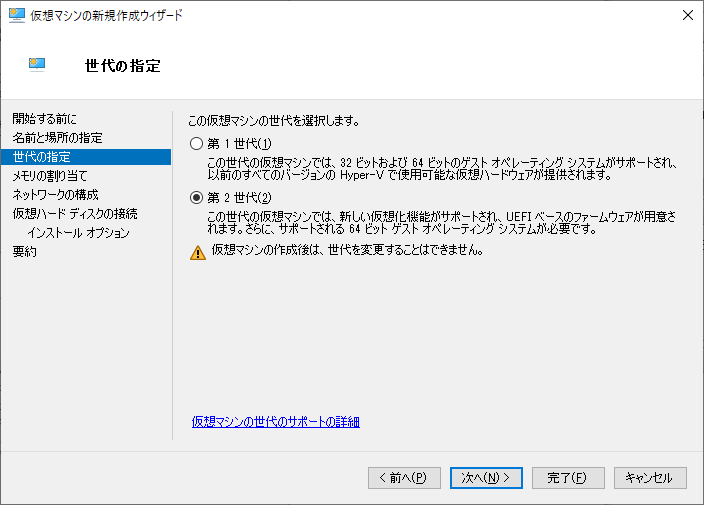 仮想マシンの新規作成ウィザード
世代の指定
開始する前に
名前と場所の指定
世代の指定
メモリの割り当て
ネットワークの構成
仮想ハード ディスクの接続
インストール オプション
要約
この仮想マシンの世代を選択します。
第 1 世代(1)
この世代の仮想マシンでは、32 ビットおよび 64 ビットのゲスト オペレーティング システムがサポートされ、
以前のすべてのバージョンの Hyper-V で使用可能な仮想ハードウェアが提供されます。
第 2 世代(2)
この世代の仮想マシンでは、新しい仮想化機能がサポートされ、UEFI ベースのファームウェアが用意さ
れます。さらに、サポートされる 64 ビット ゲスト オペレーティング システムが必要です。
仮想マシンの作成後は、世代を変更することはできません。
仮想マシンの世代のサポートの詳細
< 前へ(P)
次へ(N) >
完了(F)
キャンセル